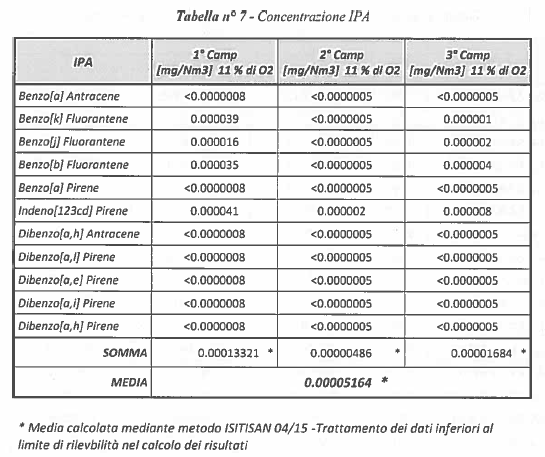 Tabella n° 7 - Concentrazione IPA
IPA 1° Camp [mg/Nm3] 11 % di O2 2° Camp [mg/Nm3] 11 % di O2 3° Camp [mg/Nm3] 11 % di O2
Benzo[a] Antracene <0.0000008 <0.0000005 <0.0000005
Benzo[k] Fluorantene 0.000039 <0.0000005 0.000001
Benzo[j] Fluorantene 0.000016 <0.0000005 0.000002
Benzo[b] Fluorantene 0.000035 <0.0000005 0.000004
Benzo[a] Pirene <0.0000008 <0.0000005 <0.0000005
Indeno[123cd] Pirene 0.000041 0.000002 0.000008
Dibenzo[a,h] Antracene <0.0000008 <0.0000005 <0.0000005
Dibenzo[a,l] Pirene <0.0000008 <0.0000005 <0.0000005
Dibenzo[a,e] Pirene <0.0000008 <0.0000005 <0.0000005
Dibenzo[a,i] Pirene <0.0000008 <0.0000005 <0.0000005
Dibenzo[a,h] Pirene <0.0000008 <0.0000005 <0.0000005
SOMMA 0.00013321 * 0.00000486 * 0.00001684 *
MEDIA 0.00005164 *
* Media calcolata mediante metodo ISITISAN 04/15 -Trattamento dei dati inferiori al
limite di rilevbilità nel calcolo dei risultati